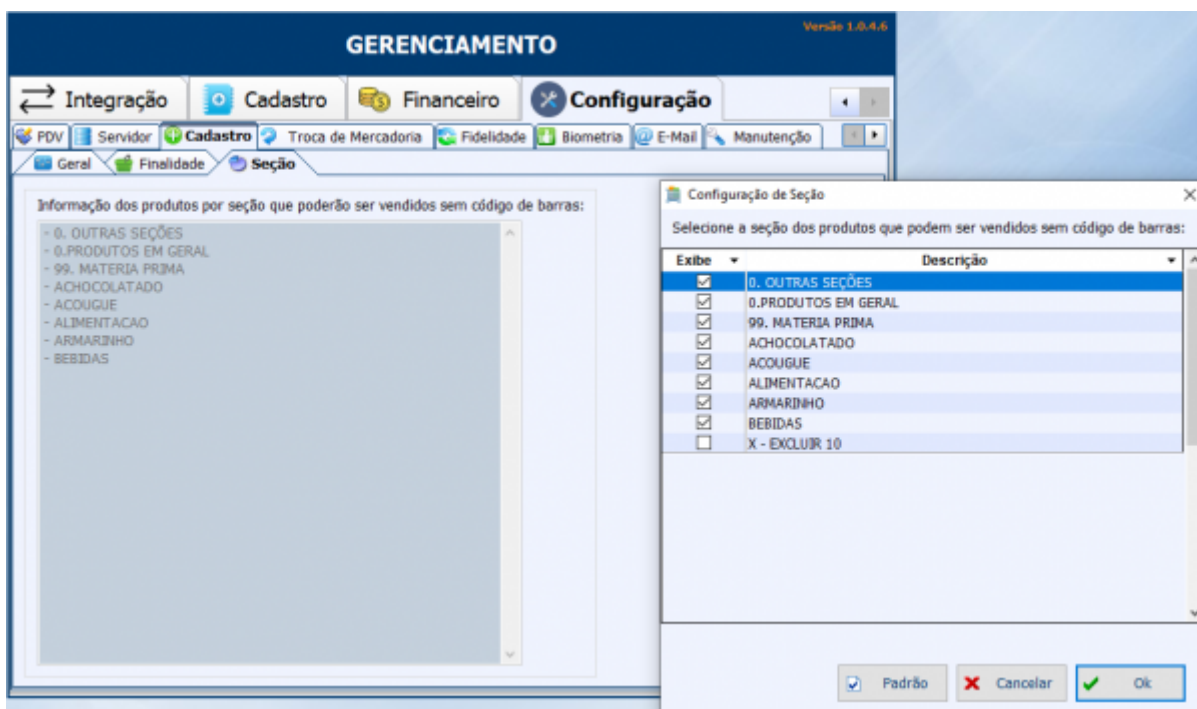 Versão 1.0.4.6
GERENCIAMENTO
Integração Cadastro Financeiro Configuração
PDV Servidor Cadastro Troca de Mercadoria Fidelidade Biometria E-Mail Manutenção
Geral Finalidade Seção
Informação dos produtos por seção que poderão ser vendidos sem código de barras:
- 0. OUTRAS SEÇÕES
- 0.PRODUTOS EM GERAL
- 99. MATERIA PRIMA
- ACHOCOLATADO
- ACOUGUE
- ALIMENTACAO
- ARMARINHO
- BEBIDAS
Configuração de Seção
Selecione a seção dos produtos que podem ser vendidos sem código de barras:
Exibe Descrição
0. OUTRAS SEÇÕES
0.PRODUTOS EM GERAL
99. MATERIA PRIMA
ACHOCOLATADO
ACOUGUE
ALIMENTACAO
ARMARINHO
BEBIDAS
X - EXCLUIR 10
Padrão Cancelar Ok